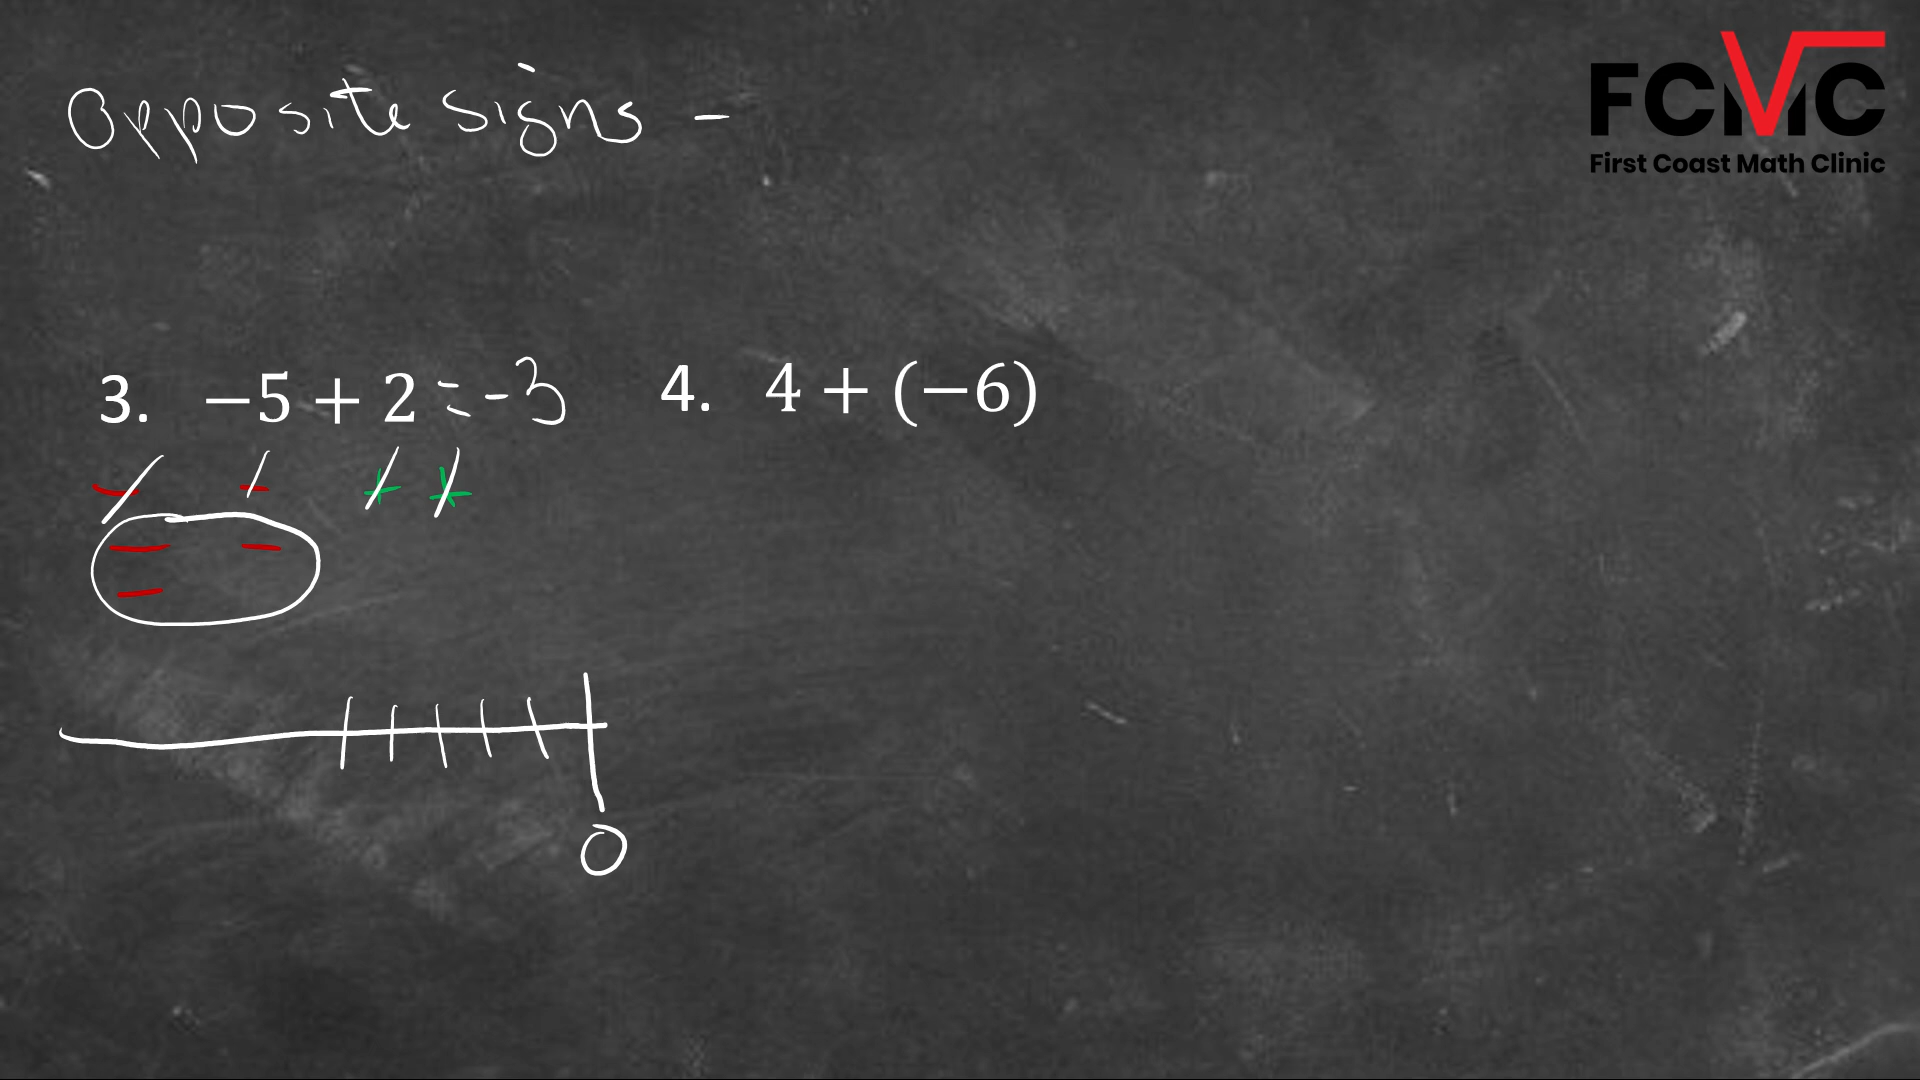 Opposite Signs -
FCMC
First Coast Math Clinic
3. −5 + 2 = -3
4. 4 + (−6)
- - + +
- -
-
0